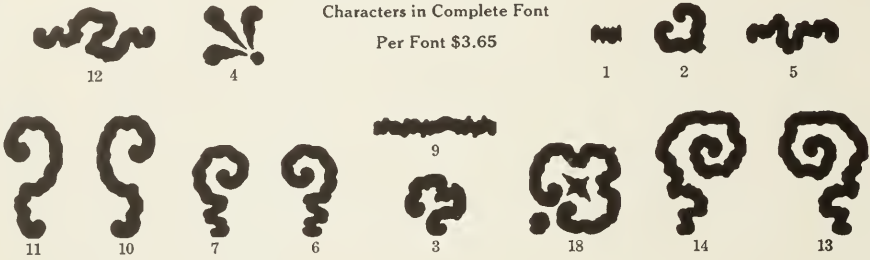 Characters in Complete Font
Per Font $3.65
12 4 1 2 5
9
11 10 7 6 3 18 14 13